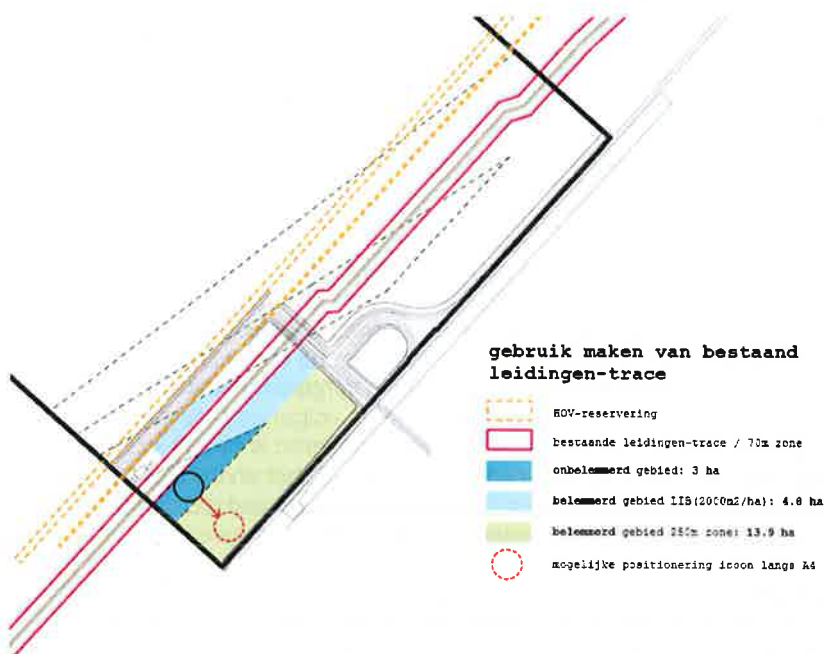 gebruik maken van bestaand
leidingen-trace
HOV-reservering
bestaande leidingen-trace / 70m zone
onbelemmerd gebied: 3 ha
belemmerd gebied LIB(2000m2/ha): 4.8 ha
belemmerd gebied 250m zone: 13.9 ha
mogelijke positionering icoon langs A4